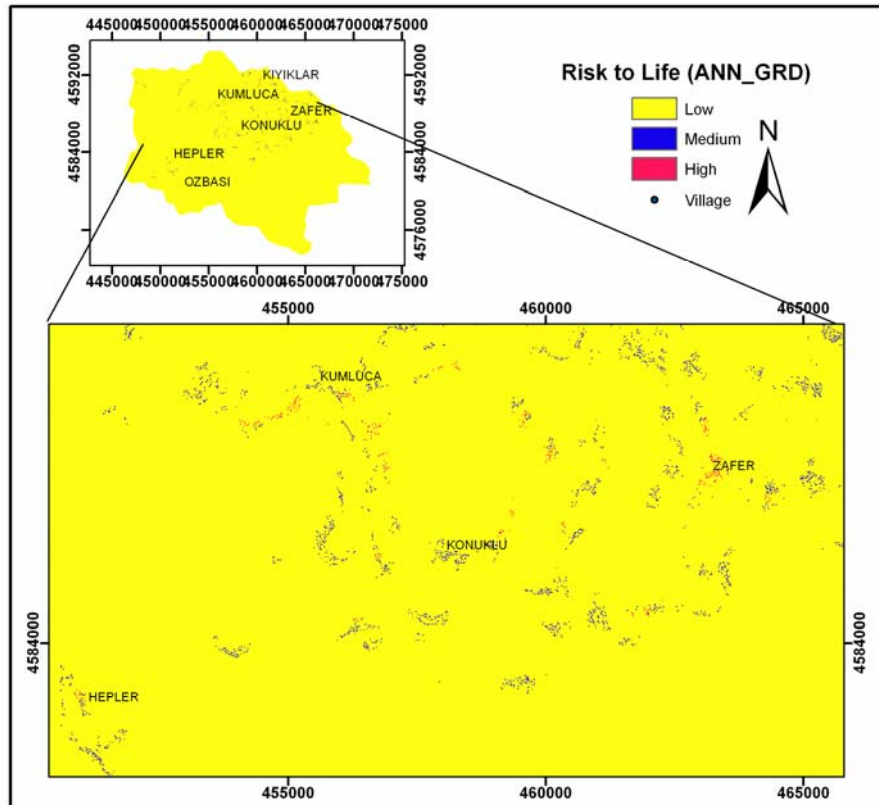 445000 450000 455000 460000 465000 470000 475000
4592000
4584000
4576000
KIYIKLAR
KUMLUCA
ZAFER
KONUKLU
HEPLER
OZBASI
4592000
4584000
4576000
445000 450000 455000 460000 465000 470000 475000
Risk to Life (ANN_GRD)
Low
Medium
High
Village
N
455000 460000 465000
KUMLUCA
ZAFER
KONUKLU
4584000
4584000
HEPLER
455000 460000 465000